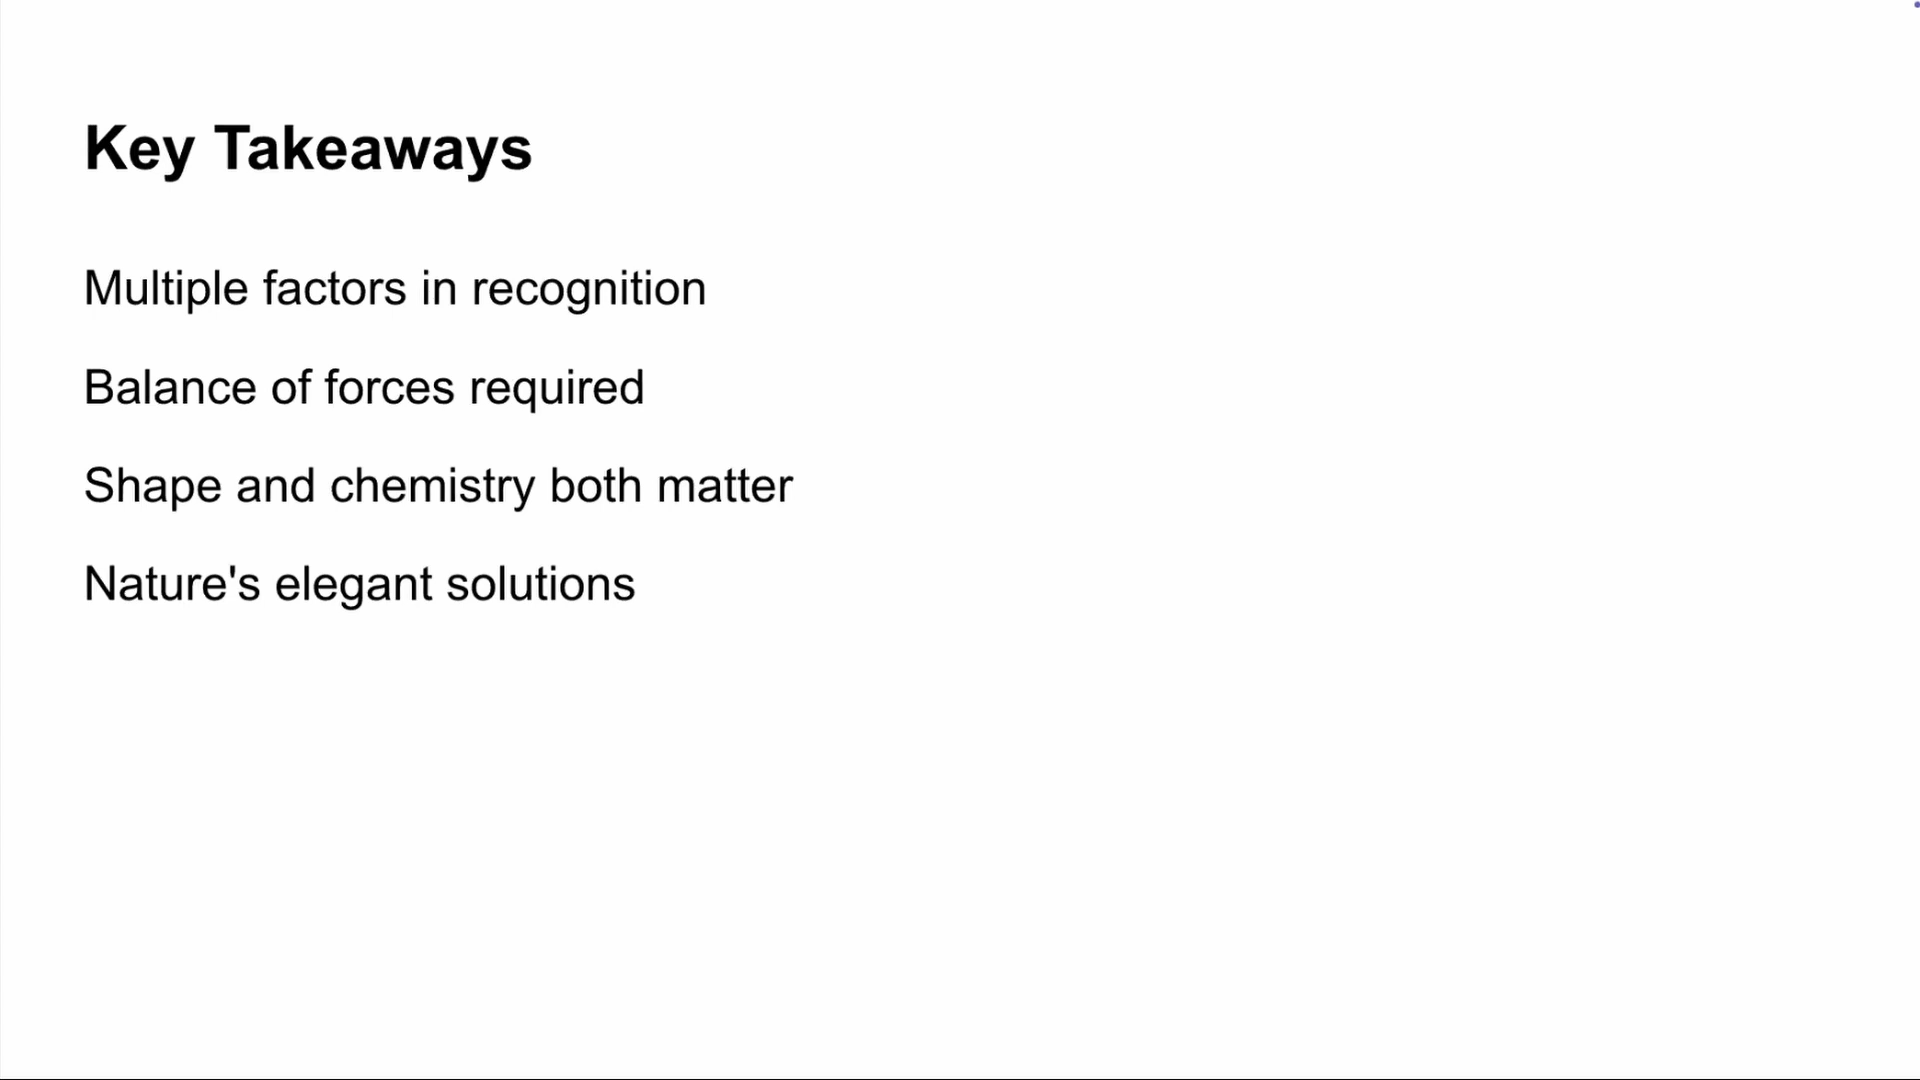 Key Takeaways
Multiple factors in recognition
Balance of forces required
Shape and chemistry both matter
Nature's elegant solutions